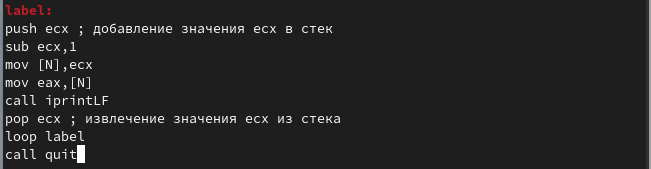 label:
push ecx ; добавление значения ecx в стек
sub ecx,1
mov [N],ecx
mov eax,[N]
call iprintLF
pop ecx ; извлечение значения ecx из стека
loop label
call quit